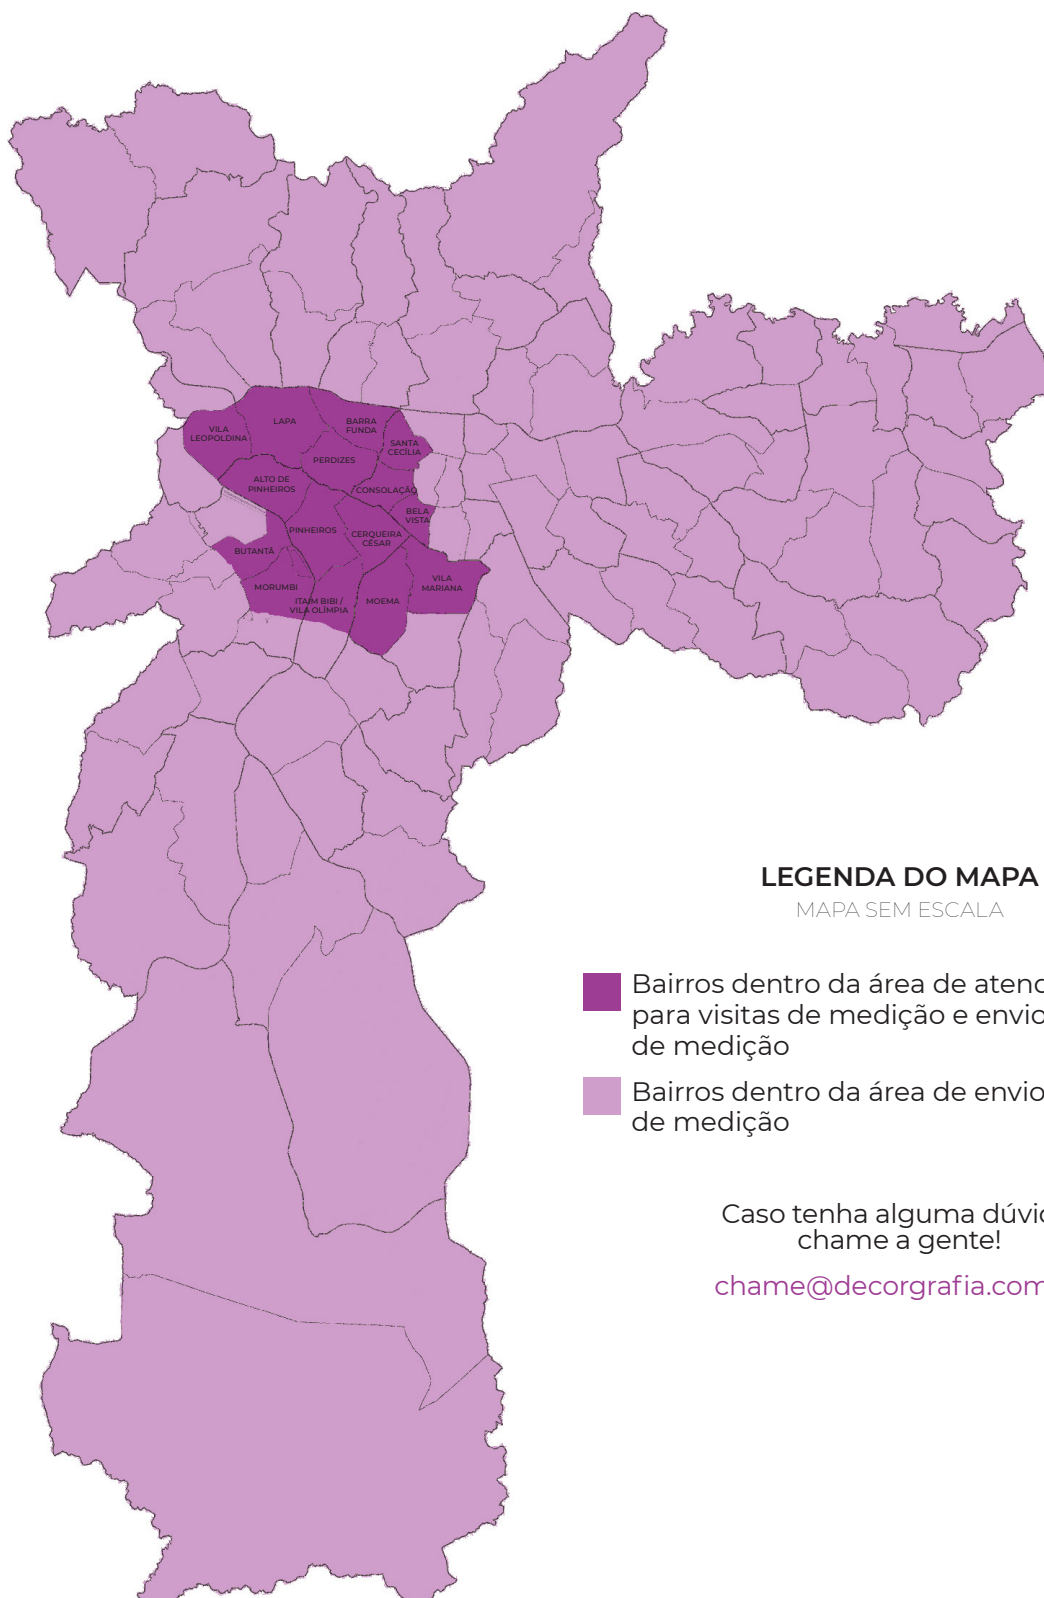 LAPA
BARRA
FUNDA
VILA
LEOPOLDINA
SANTA
CECÍLIA
PERDIZES
ALTO DE
PINHEIROS
CONSOLAÇÃO
BELA
VISTA
PINHEIROS
CERQUEIRA
CÉSAR
BUTANTÃ
MORUMBI
VILA
MARIANA
ITAIM BIBI /
VILA OLÍMPIA
MOEMA
LEGENDA DO MAPA
MAPA SEM ESCALA
Bairros dentro da área de
para visitas de medição e envio
de medição
Bairros dentro da área de envio
de medição
Caso tenha alguma
chame a gente!
chame@decorgrafia.com